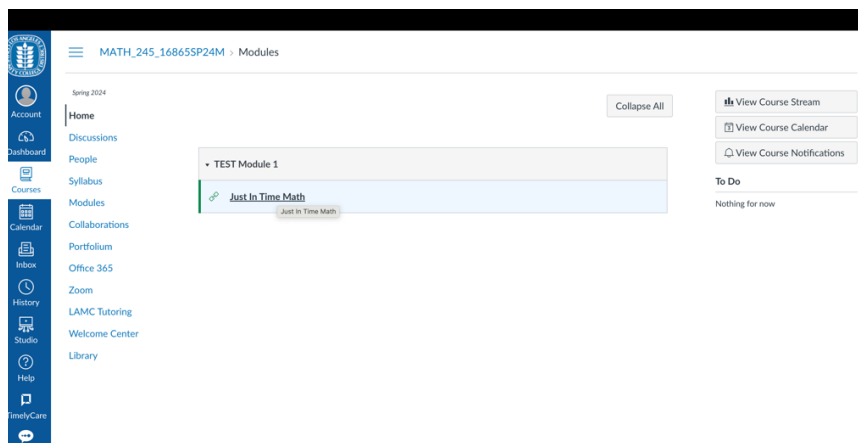 MATH_245_16865SP24M › Modules
Spring 2024
Account
Dashboard
Courses
Calendar
Inbox
History
Studio
Help
TimelyCare
Home
Discussions
People
Syllabus
Modules
Collaborations
Portfolium
Office 365
Zoom
LAMC Tutoring
Welcome Center
Library
Collapse All
TEST Module 1
Just In Time Math
Just In Time Math
View Course Stream
View Course Calendar
View Course Notifications
To Do
Nothing for now